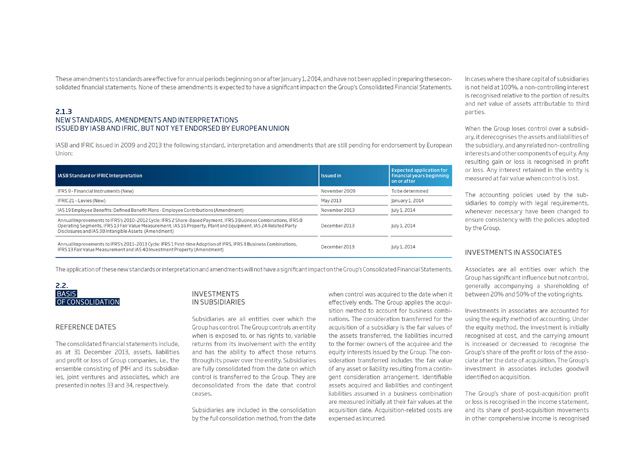 These amendments to standards are effective for annual periods beginning on or after January 1, 2014, and have not been applied in preparing these con-
solidated financial statements. None of these amendments is expected to have a significant impact on the Group's Consolidated Financial Statements.
2.1.3
NEW STANDARDS, AMENDMENTS AND INTERPRETATIONS
ISSUED BY IASB AND IFRIC, BUT NOT YET ENDORSED BY EUROPEAN UNION
IASB and IFRIC issued in 2009 and 2013 the following standard, interpretation and amendments that are still pending for endorsement by European
Union:
IASB Standard or IFRIC Interpretation
Issued in
Expected application for
financial years beginning
on or after
IFRS 9 - Financial Instruments (New)
November 2009
To be determined
IFRIC 21 - Levies (New)
May 2013
January 1, 2014
IAS 19 Employee Benefits: Defined Benefit Plans - Employee Contributions (Amendment)
November 2013
July 1, 2014
Annual Improvements to IFRS's 2010–2012 Cycle: IFRS 2 Share-Based Payment, IFRS 3 Business Combinations, IFRS 8
Operating Segments, IFRS 13 Fair Value Measurement, IAS 16 Property, Plant and Equipment, IAS 24 Related Party
Disclosures and IAS 38 Intangible Assets (Amendment)
December 2013
July 1, 2014
Annual Improvements to IFRS's 2011–2013 Cycle: IFRS 1 First-New Adoption of IFRS, IFRS 3 Business Combinations,
IFRS 13 Fair Value Measurement and IAS 40 Investment Property (Amendment)
December 2013
July 1, 2014
The application of these new standards or interpretation and amendments will not have a significant impact on the Group's Consolidated Financial Statements.
2.2.
BASIS
OF CONSOLIDATION
REFERENCE DATES
The consolidated financial statements include,
as at 31 December 2013, assets, liabilities
and profit or loss of Group companies, i.e., the
ensemble consisting of JMH and its subsidiar-
ies, joint ventures and associates, which are
presented in notes 33 and 34, respectively.
INVESTMENTS
IN SUBSIDIARIES
Subsidiaries are all entities over which the
Group has control. The Group controls an entity
when is exposed to, or has rights to, variable
returns from its involvement with the entity
and has the ability to affect those returns
through its power over the entity. Subsidiaries
are fully consolidated from the date on which
control is transferred to the Group. They are
deconsolidated from the date that control
ceases.
Subsidiaries are included in the consolidation
by the full consolidation method, from the date
when control was acquired to the date when it
effectively ends. The Group applies the acqui-
sition method to account for business combi-
nations. The consideration transferred for the
acquisition of a subsidiary is the fair values of
the assets transferred, the liabilities incurred
to the former owners of the acquiree and the
equity interests issued by the Group. The con-
sideration transferred includes the fair value
of any asset or liability resulting from a contin-
gent consideration arrangement. Identifiable
assets acquired and liabilities and contingent
liabilities assumed in a business combination
are measured initially at their fair values at the
acquisition date. Acquisition-related costs are
expensed as incurred.
In cases where the share capital of subsidiaries
is not held at 100%, a non-controlling interest
is recognised relative to the portion of results
and net value of assets attributable to third
parties.
When the Group loses control over a subsidi-
ary, it derecognises the assets and liabilities of
the subsidiary, and any related non-controlling
interests and other components of equity. Any
resulting gain or loss is recognised in profit
or loss. Any interest retained in the entity is
measured at fair value when control is lost.
The accounting policies used by the sub-
sidiaries to comply with legal requirements,
whenever necessary have been changed to
ensure consistency with the policies adopted
by the Group.
INVESTMENTS IN ASSOCIATES
Associates are all entities over which the
Group has significant influence but not control,
generally accompanying a shareholding of
between 20% and 50% of the voting rights.
Investments in associates are accounted for
using the equity method of accounting. Under
the equity method, the investment is initially
recognised at cost, and the carrying amount
is increased or decreased to recognise the
Group's share of the profit or loss of the asso-
ciate after the date of acquisition. The Group's
investment in associates includes goodwill
identified on acquisition.
The Group's share of post-acquisition profit
or loss is recognised in the income statement,
and its share of post-acquisition movements
in other comprehensive income is recognised